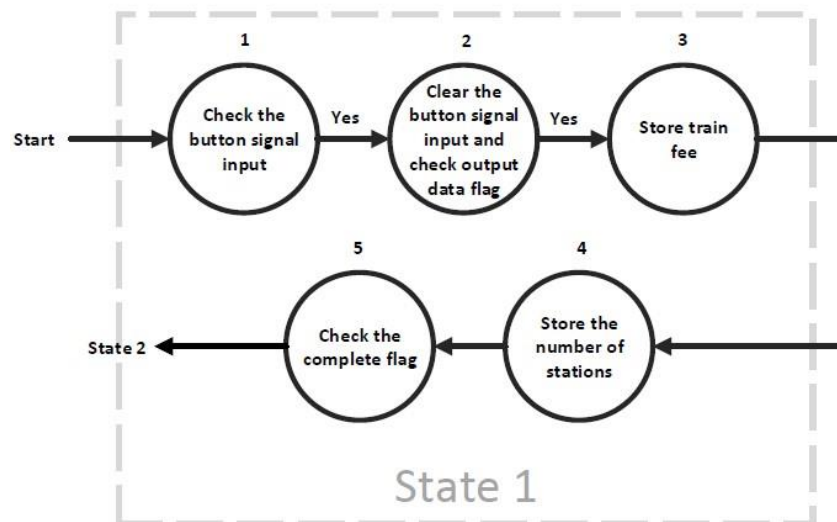 1
2
3
Start
Check the
button signal
input
Yes
Clear the
button signal
input and
check output
data flag
Yes
Store train
fee
5
4
State 2
Check the
complete flag
Store the
number of
stations
State 1